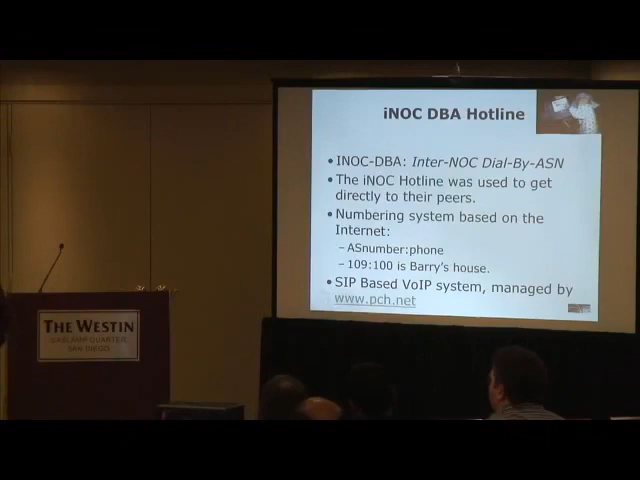 iNOC DBA Hotline
• INOC-DBA: Inter-NOC Dial-By-ASN
• The iNOC Hotline was used to get
directly to their peers.
• Numbering system based on the
Internet:
–ASnumber:phone
–109:100 is Barry's house.
• SIP Based VoIP system, managed by
www.pch.net
THE WESTIN
GASLAMP QUARTER
SAN DIEGO